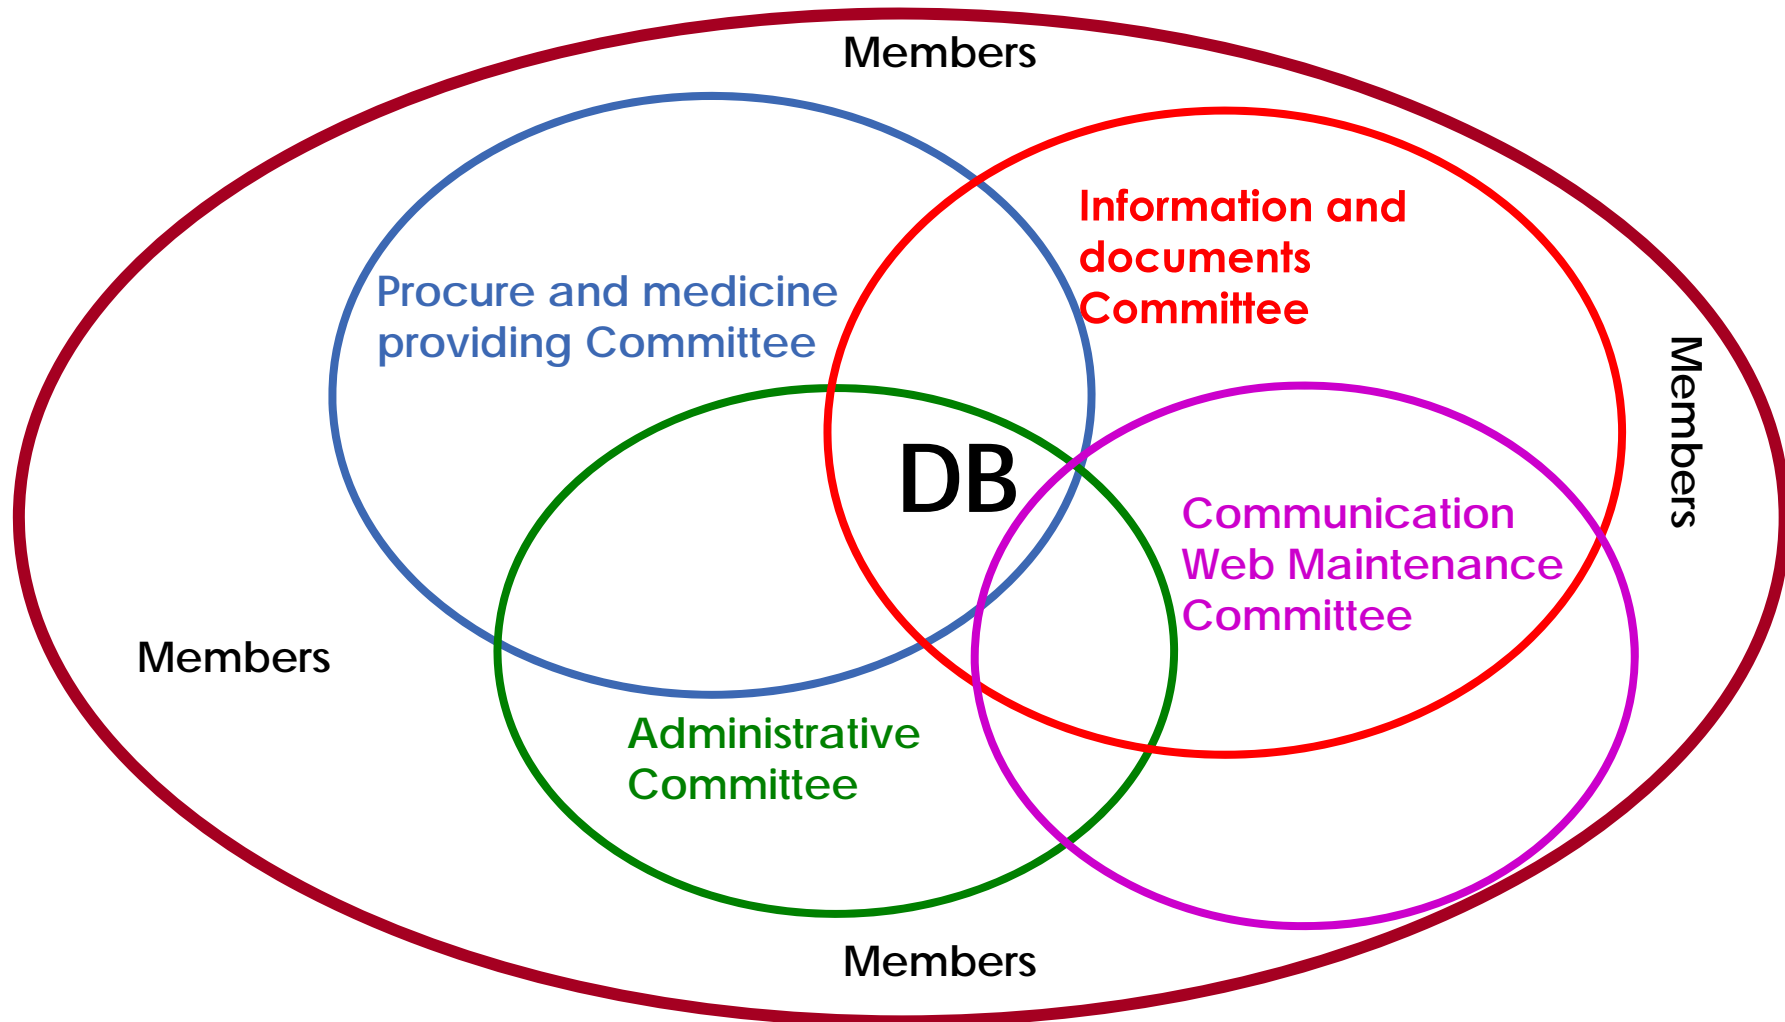 Members
Information and
documents
Committee
Procure and medicine
providing Committee
Members
DB
Communication
Web Maintenance
Committee
Members
Administrative
Committee
Members